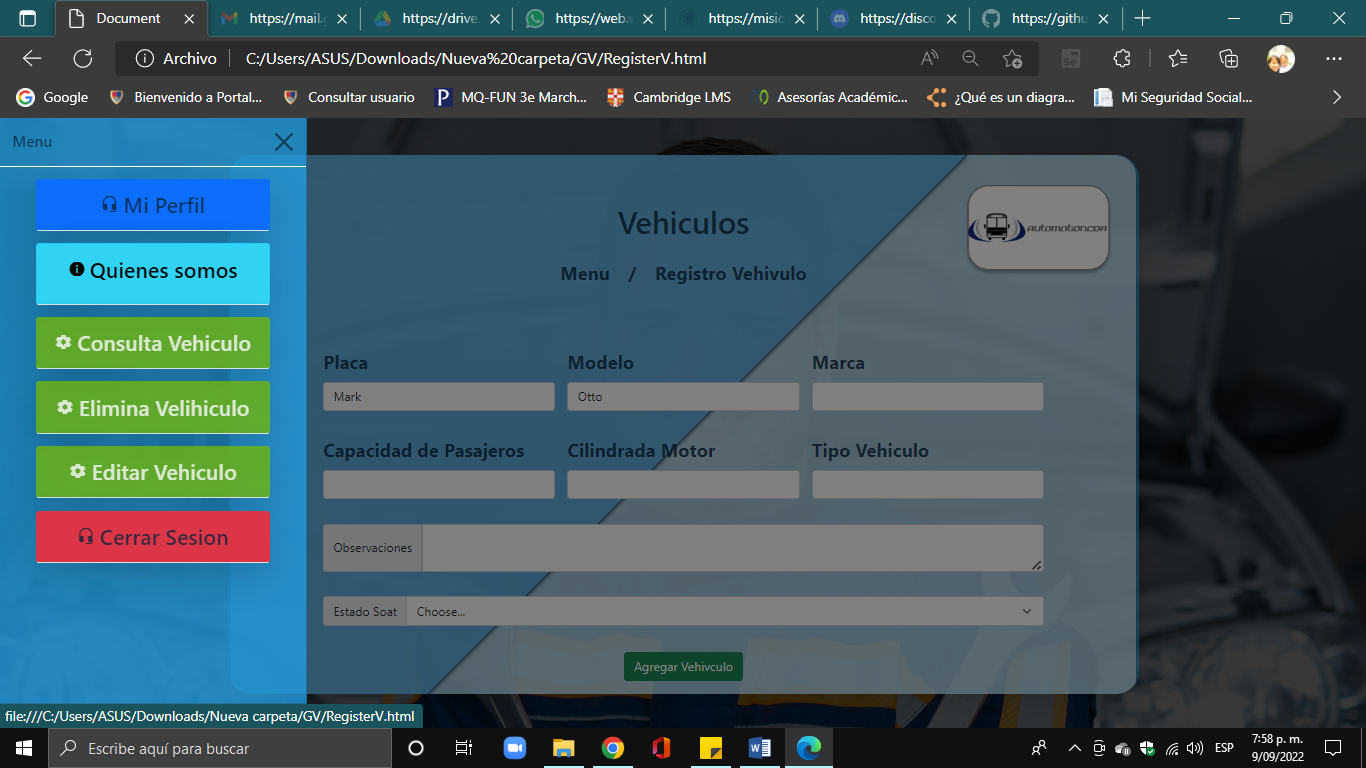 Document
https://mail.g
https://drive.
https://web.w
https://misic
https://disco
https://githu
Archivo
C:/Users/ASUS/Downloads/Nueva%20carpeta/GV/RegisterV.html
Google
Bienvenido a Portal...
Consultar usuario
MQ-FUN 3e March...
Cambridge LMS
Asesorías Académic...
¿Qué es un diagra...
Mi Seguridad Social...
Menu
Mi Perfil
Quienes somos
Consulta Vehiculo
Elimina Velihiculo
Editar Vehiculo
Cerrar Sesion
Vehiculos
AUTOMATIONCDA
Menu / Registro Vehivulo
Placa Modelo Marca
Mark Otto
Capacidad de Pasajeros Cilindrada Motor Tipo Vehiculo
Observaciones
Estado Soat Choose...
Agregar Vehivculo
file:///C:/Users/ASUS/Downloads/Nueva carpeta/GV/RegisterV.html
Escribe aquí para buscar
ESP
7:58 p. m.
9/09/2022